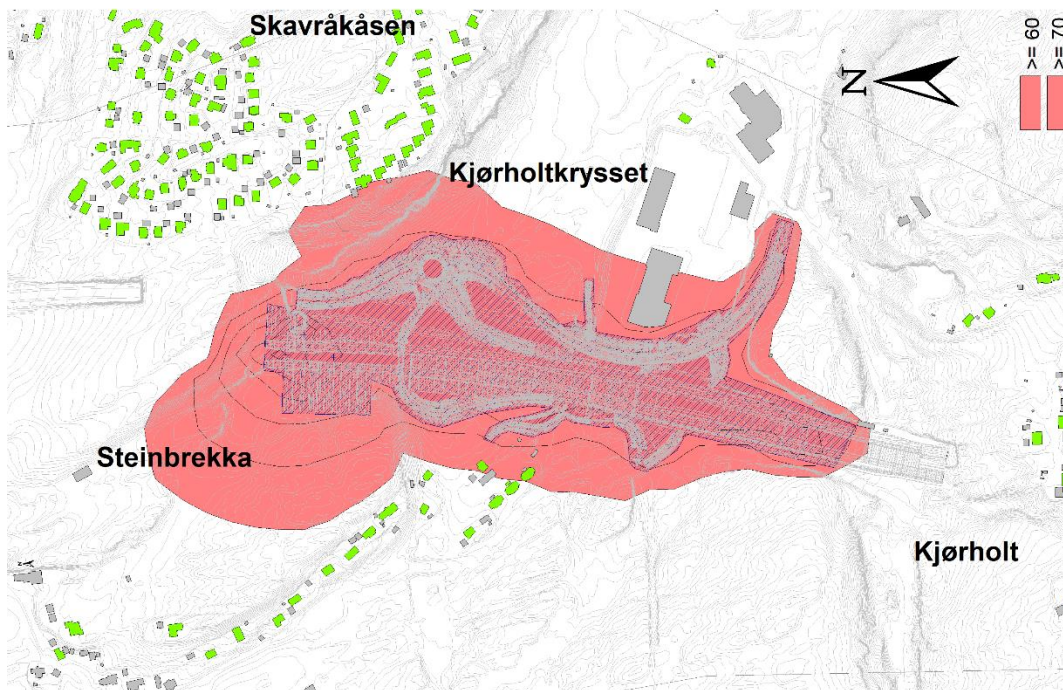 Skavråkåsen
>= 60
>= 70
N
Kjørholtkrysset
Steinbrekka
Kjørholt